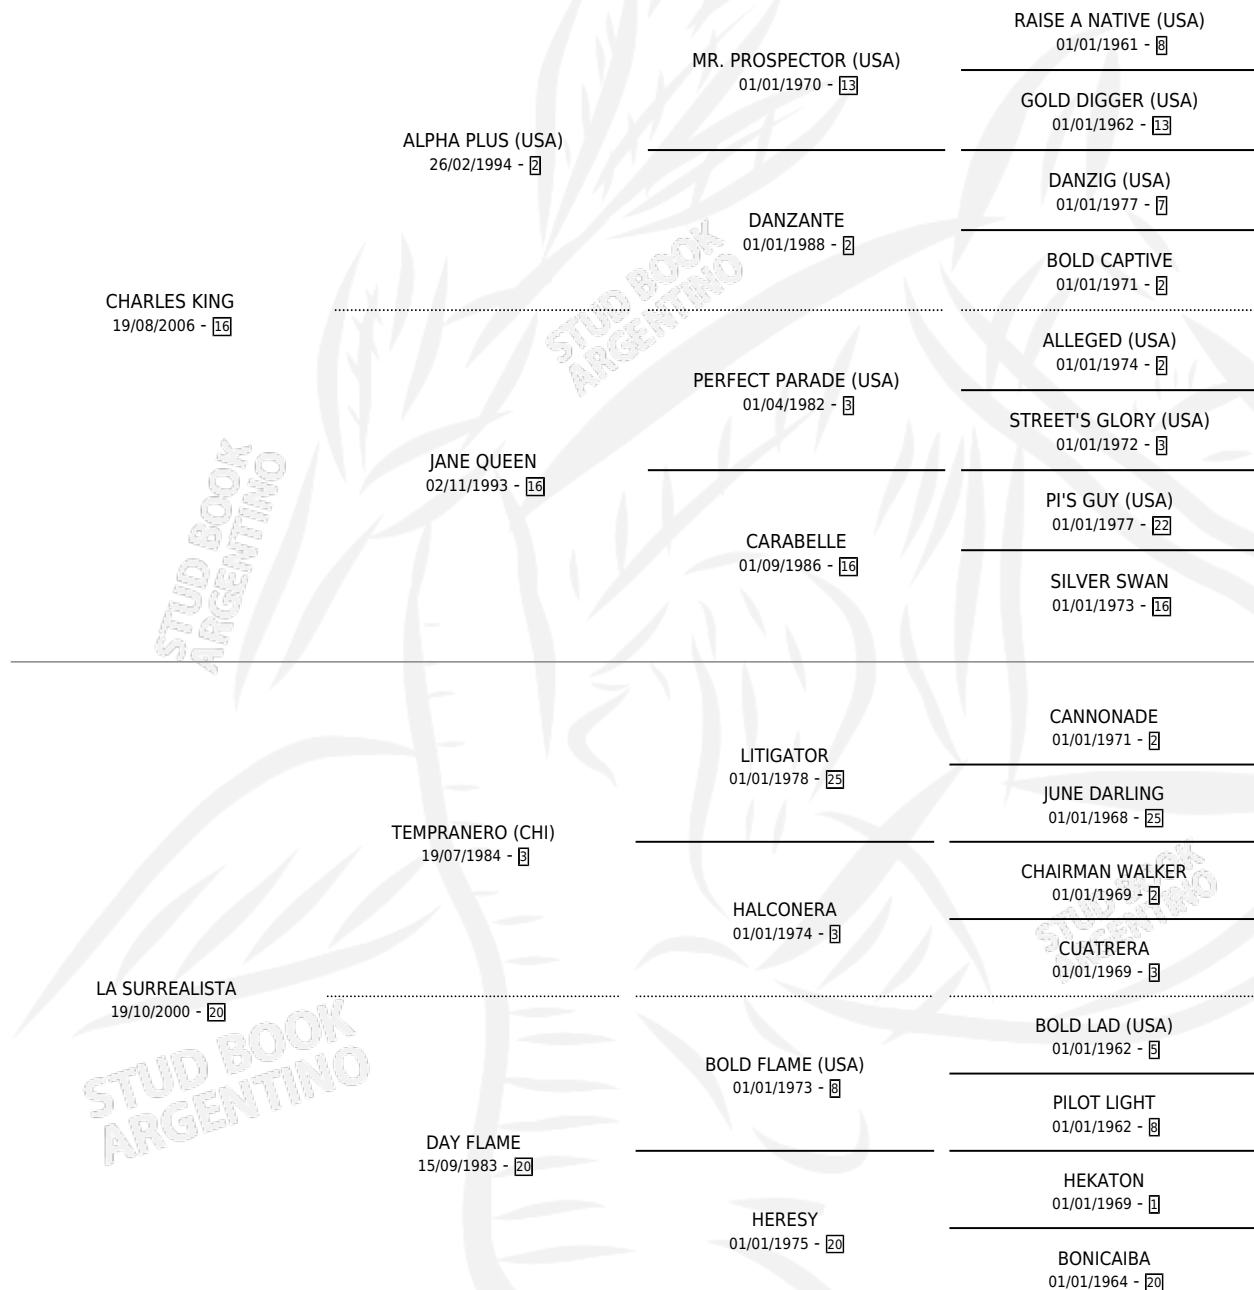 RAISE A NATIVE (USA)
01/01/1961 - 8
MR. PROSPECTOR (USA)
01/01/1970 - 13
GOLD DIGGER (USA)
01/01/1962 - 13
ALPHA PLUS (USA)
26/02/1994 - 2
DANZIG (USA)
01/01/1977 - 7
DANZANTE
01/01/1988 - 2
BOLD CAPTIVE
01/01/1971 - 2
CHARLES KING
19/08/2006 - 16
STUD BOOK
ARGENTINO
ALLEGED (USA)
01/01/1974 - 2
PERFECT PARADE (USA)
01/04/1982 - 3
STREET'S GLORY (USA)
01/01/1972 - 3
JANE QUEEN
02/11/1993 - 16
PI'S GUY (USA)
01/01/1977 - 22
CARABELLE
01/09/1986 - 16
SILVER SWAN
01/01/1973 - 16
STUD BOOK
ARGENTINO
CANNONADE
01/01/1971 - 2
LITIGATOR
01/01/1978 - 25
JUNE DARLING
01/01/1968 - 25
TEMPRANERO (CHI)
19/07/1984 - 3
CHAIRMAN WALKER
01/01/1969 - 2
HALCONERA
01/01/1974 - 3
STUD BOOK
ARGENTINO
CUATRERA
01/01/1969 - 3
LA SURREALISTA
19/10/2000 - 20
STUD BOOK
ARGENTINO
BOLD LAD (USA)
01/01/1962 - 5
BOLD FLAME (USA)
01/01/1973 - 8
PILOT LIGHT
01/01/1962 - 8
DAY FLAME
15/09/1983 - 20
HEKATON
01/01/1969 - 1
HERESY
01/01/1975 - 20
BONICAIBA
01/01/1964 - 20